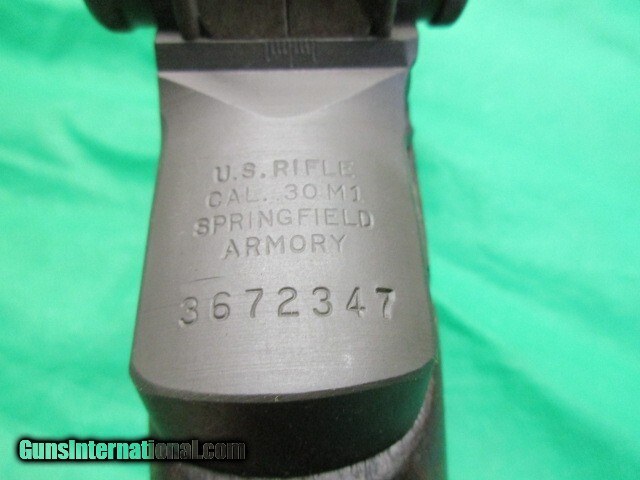 U.S. RIFLE
CAL. .30 M1
SPRINGFIELD
ARMORY
3672347
GunsInternational.com